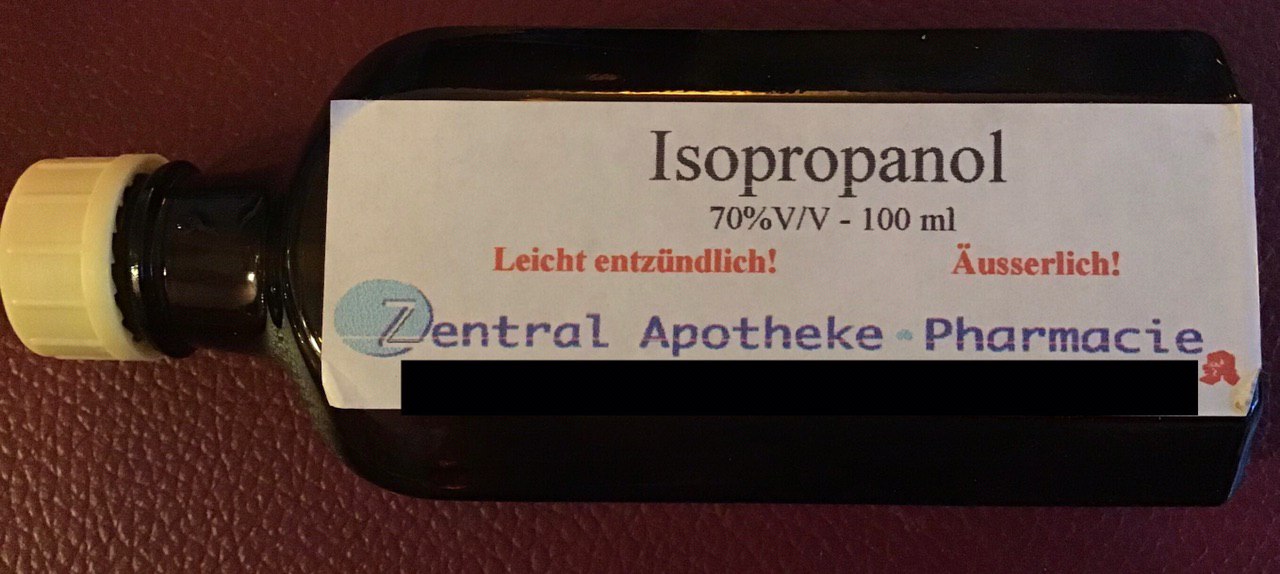 Isopropanol
70%V/V - 100 ml
Leicht entzündlich! Äusserlich!
Zentral Apotheke Pharmacie